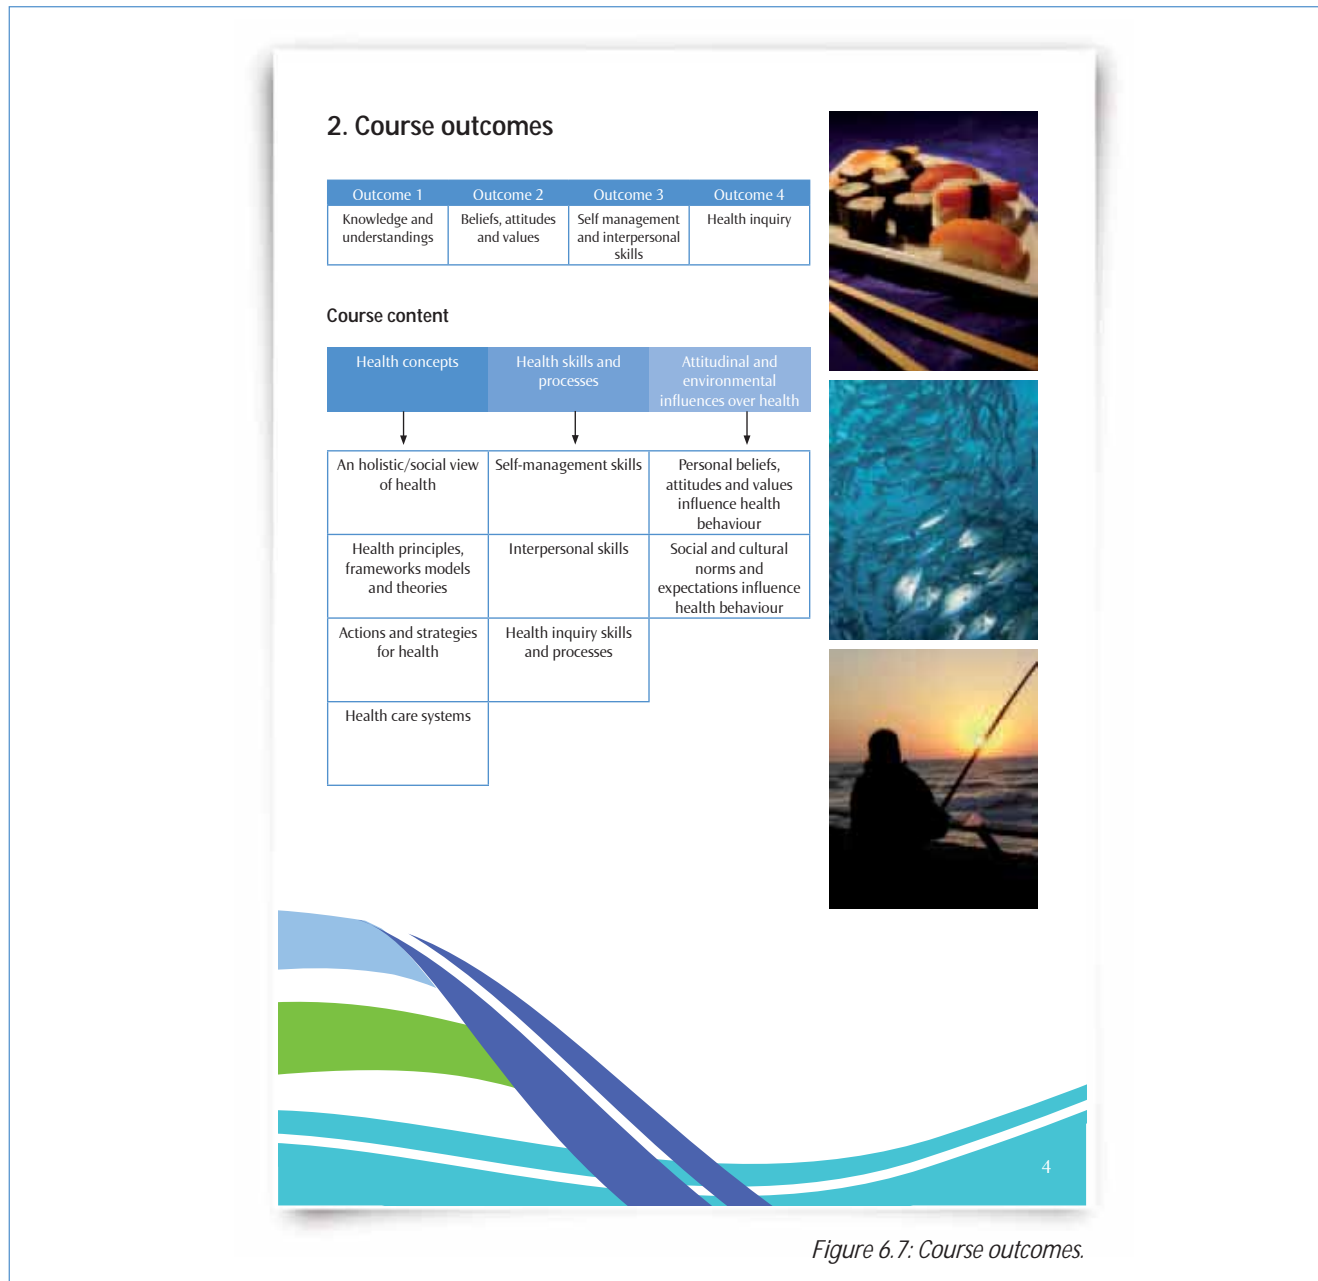 2. Course outcomes
Outcome 1
Outcome 2
Outcome 3
Outcome 4
Knowledge and
understandings
Beliefs, attitudes
and values
Self management
and interpersonal
skills
Health inquiry
Course content
Health concepts
Health skills and
processes
Attitudinal and
environmental
influences over health
An holistic/social view
of health
Self-management skills
Personal beliefs,
attitudes and values
influence health
behaviour
Health principles,
frameworks models
and theories
Interpersonal skills
Social and cultural
norms and
expectations influence
health behaviour
Actions and strategies
for health
Health inquiry skills
and processes
Health care systems
4
Figure 6.7: Course outcomes.